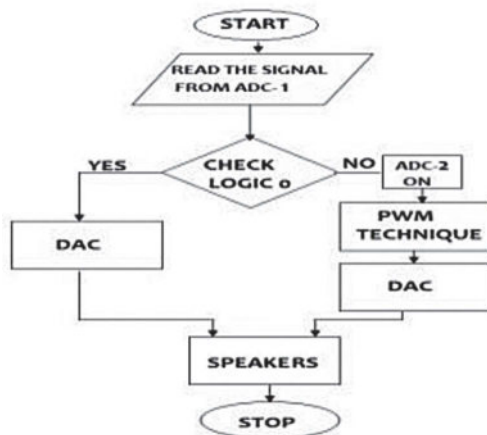 START
READ THE SIGNAL
FROM ADC-1
YES
CHECK
LOGIC 0
NO
ADC-2
ON
PWM
TECHNIQUE
DAC
DAC
SPEAKERS
STOP